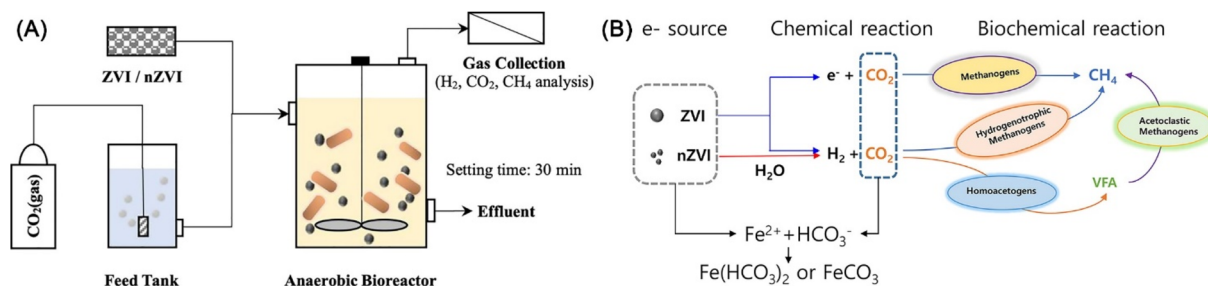 (A)
ZVI / nZVI
CO₂(gas)
Feed Tank
Gas Collection
(H₂, CO₂, CH₄ analysis)
Setting time: 30 min
Effluent
Anaerobic Bioreactor
(B)
e- source
Chemical reaction
Biochemical reaction
ZVI
nZVI
H₂O
e⁻ + CO₂
H₂ + CO₂
Methanogens
CH₄
Hydrogenotrophic
Methanogens
Acetoclastic
Methanogens
Homoacetogens
VFA
Fe²⁺+HCO₃⁻
Fe(HCO₃)₂ or FeCO₃